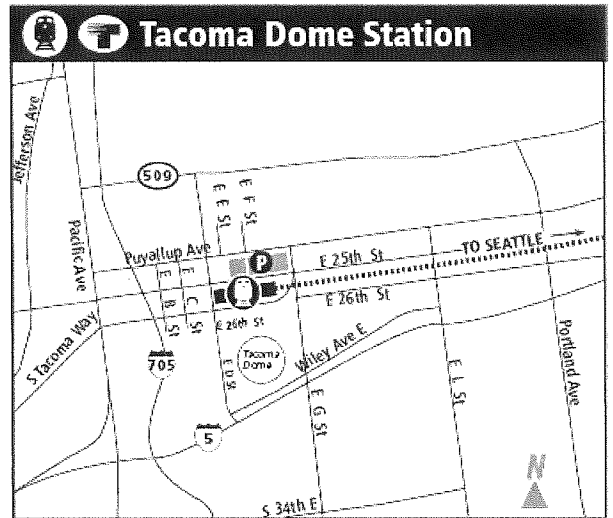 Tacoma Dome Station
Jefferson Ave
Pacific Ave
509
E E St
E F St
Puyallup Ave
P
E 25th St
TO SEATTLE
E B St
E C St
E 26th St
E 26th St
S Tacoma Way
705
E D St
Tacoma
Dome
Wiley Ave E
E G St
E L St
Portland Ave
5
S 34th E
N